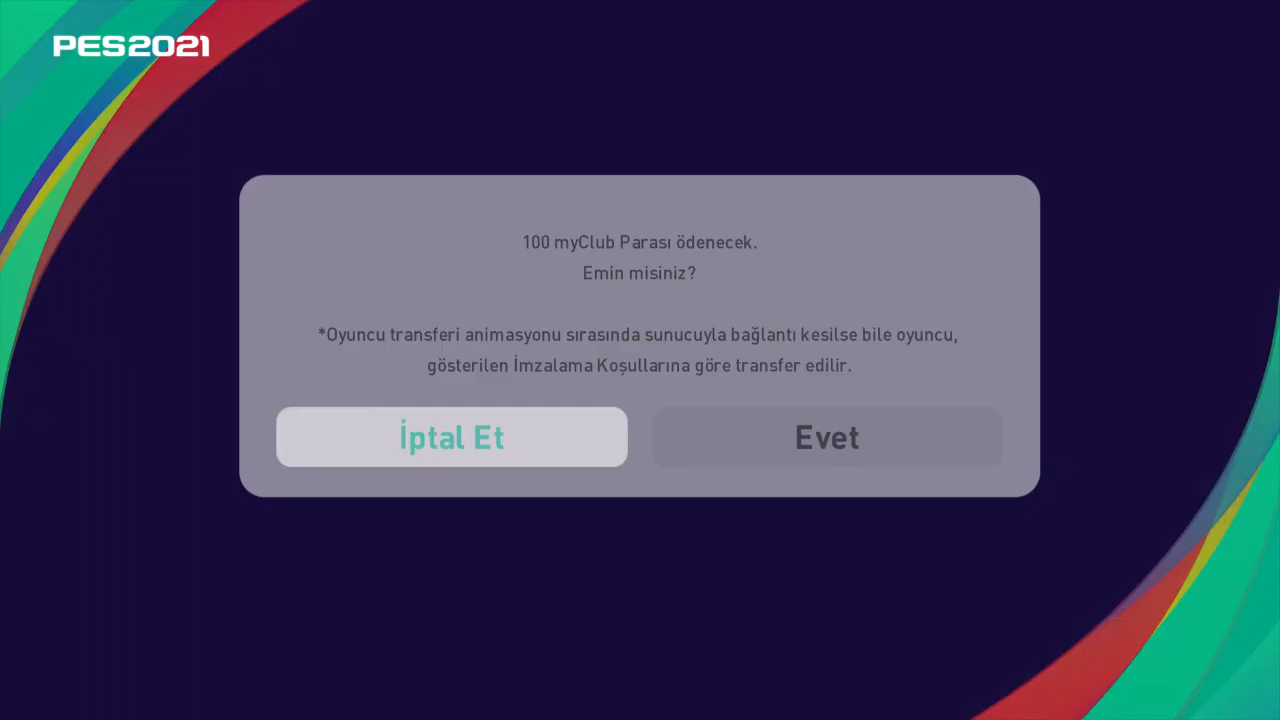 PES2021
100 myClub Parası ödenecek.
Emin misiniz?
*Oyuncu transferi animasyonu sırasında sunucuyla bağlantı kesilse bile oyuncu,
gösterilen İmzalama Koşullarına göre transfer edilir.
İptal Et
Evet